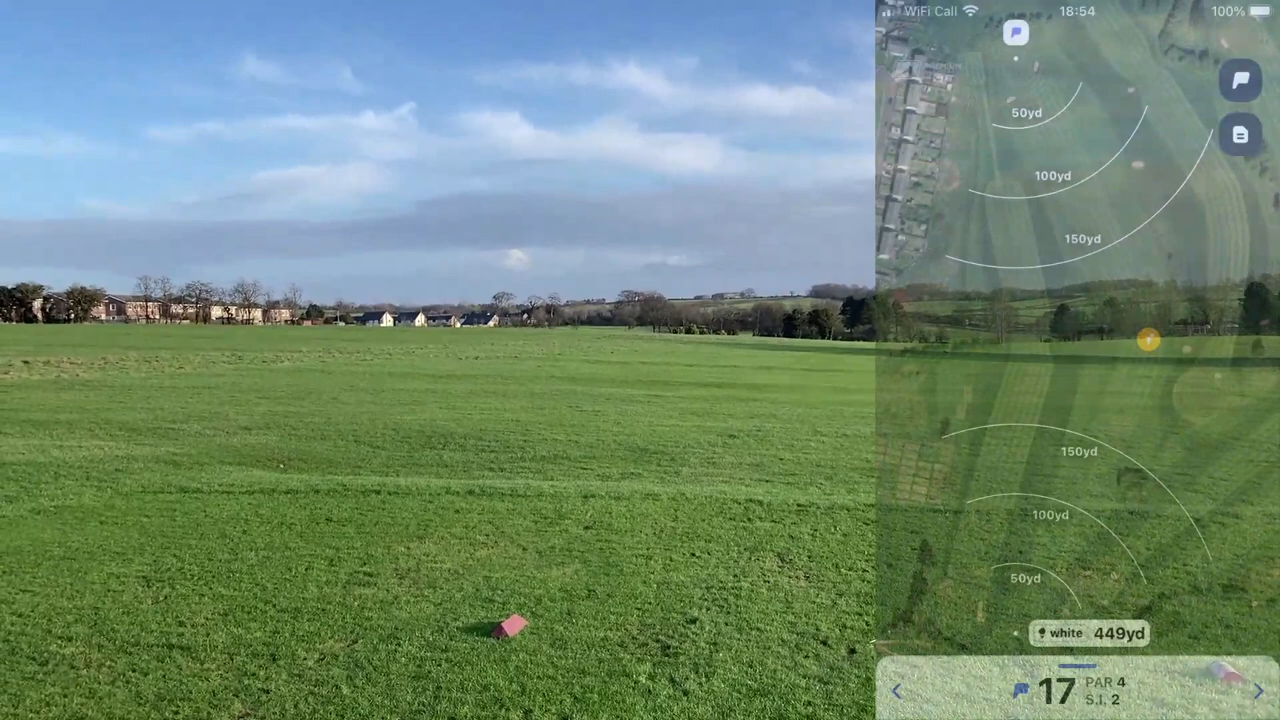 WiFi Call
18:54
100%
50yd
100yd
150yd
150yd
100yd
50yd
white 449yd
17
PAR 4
S.I. 2